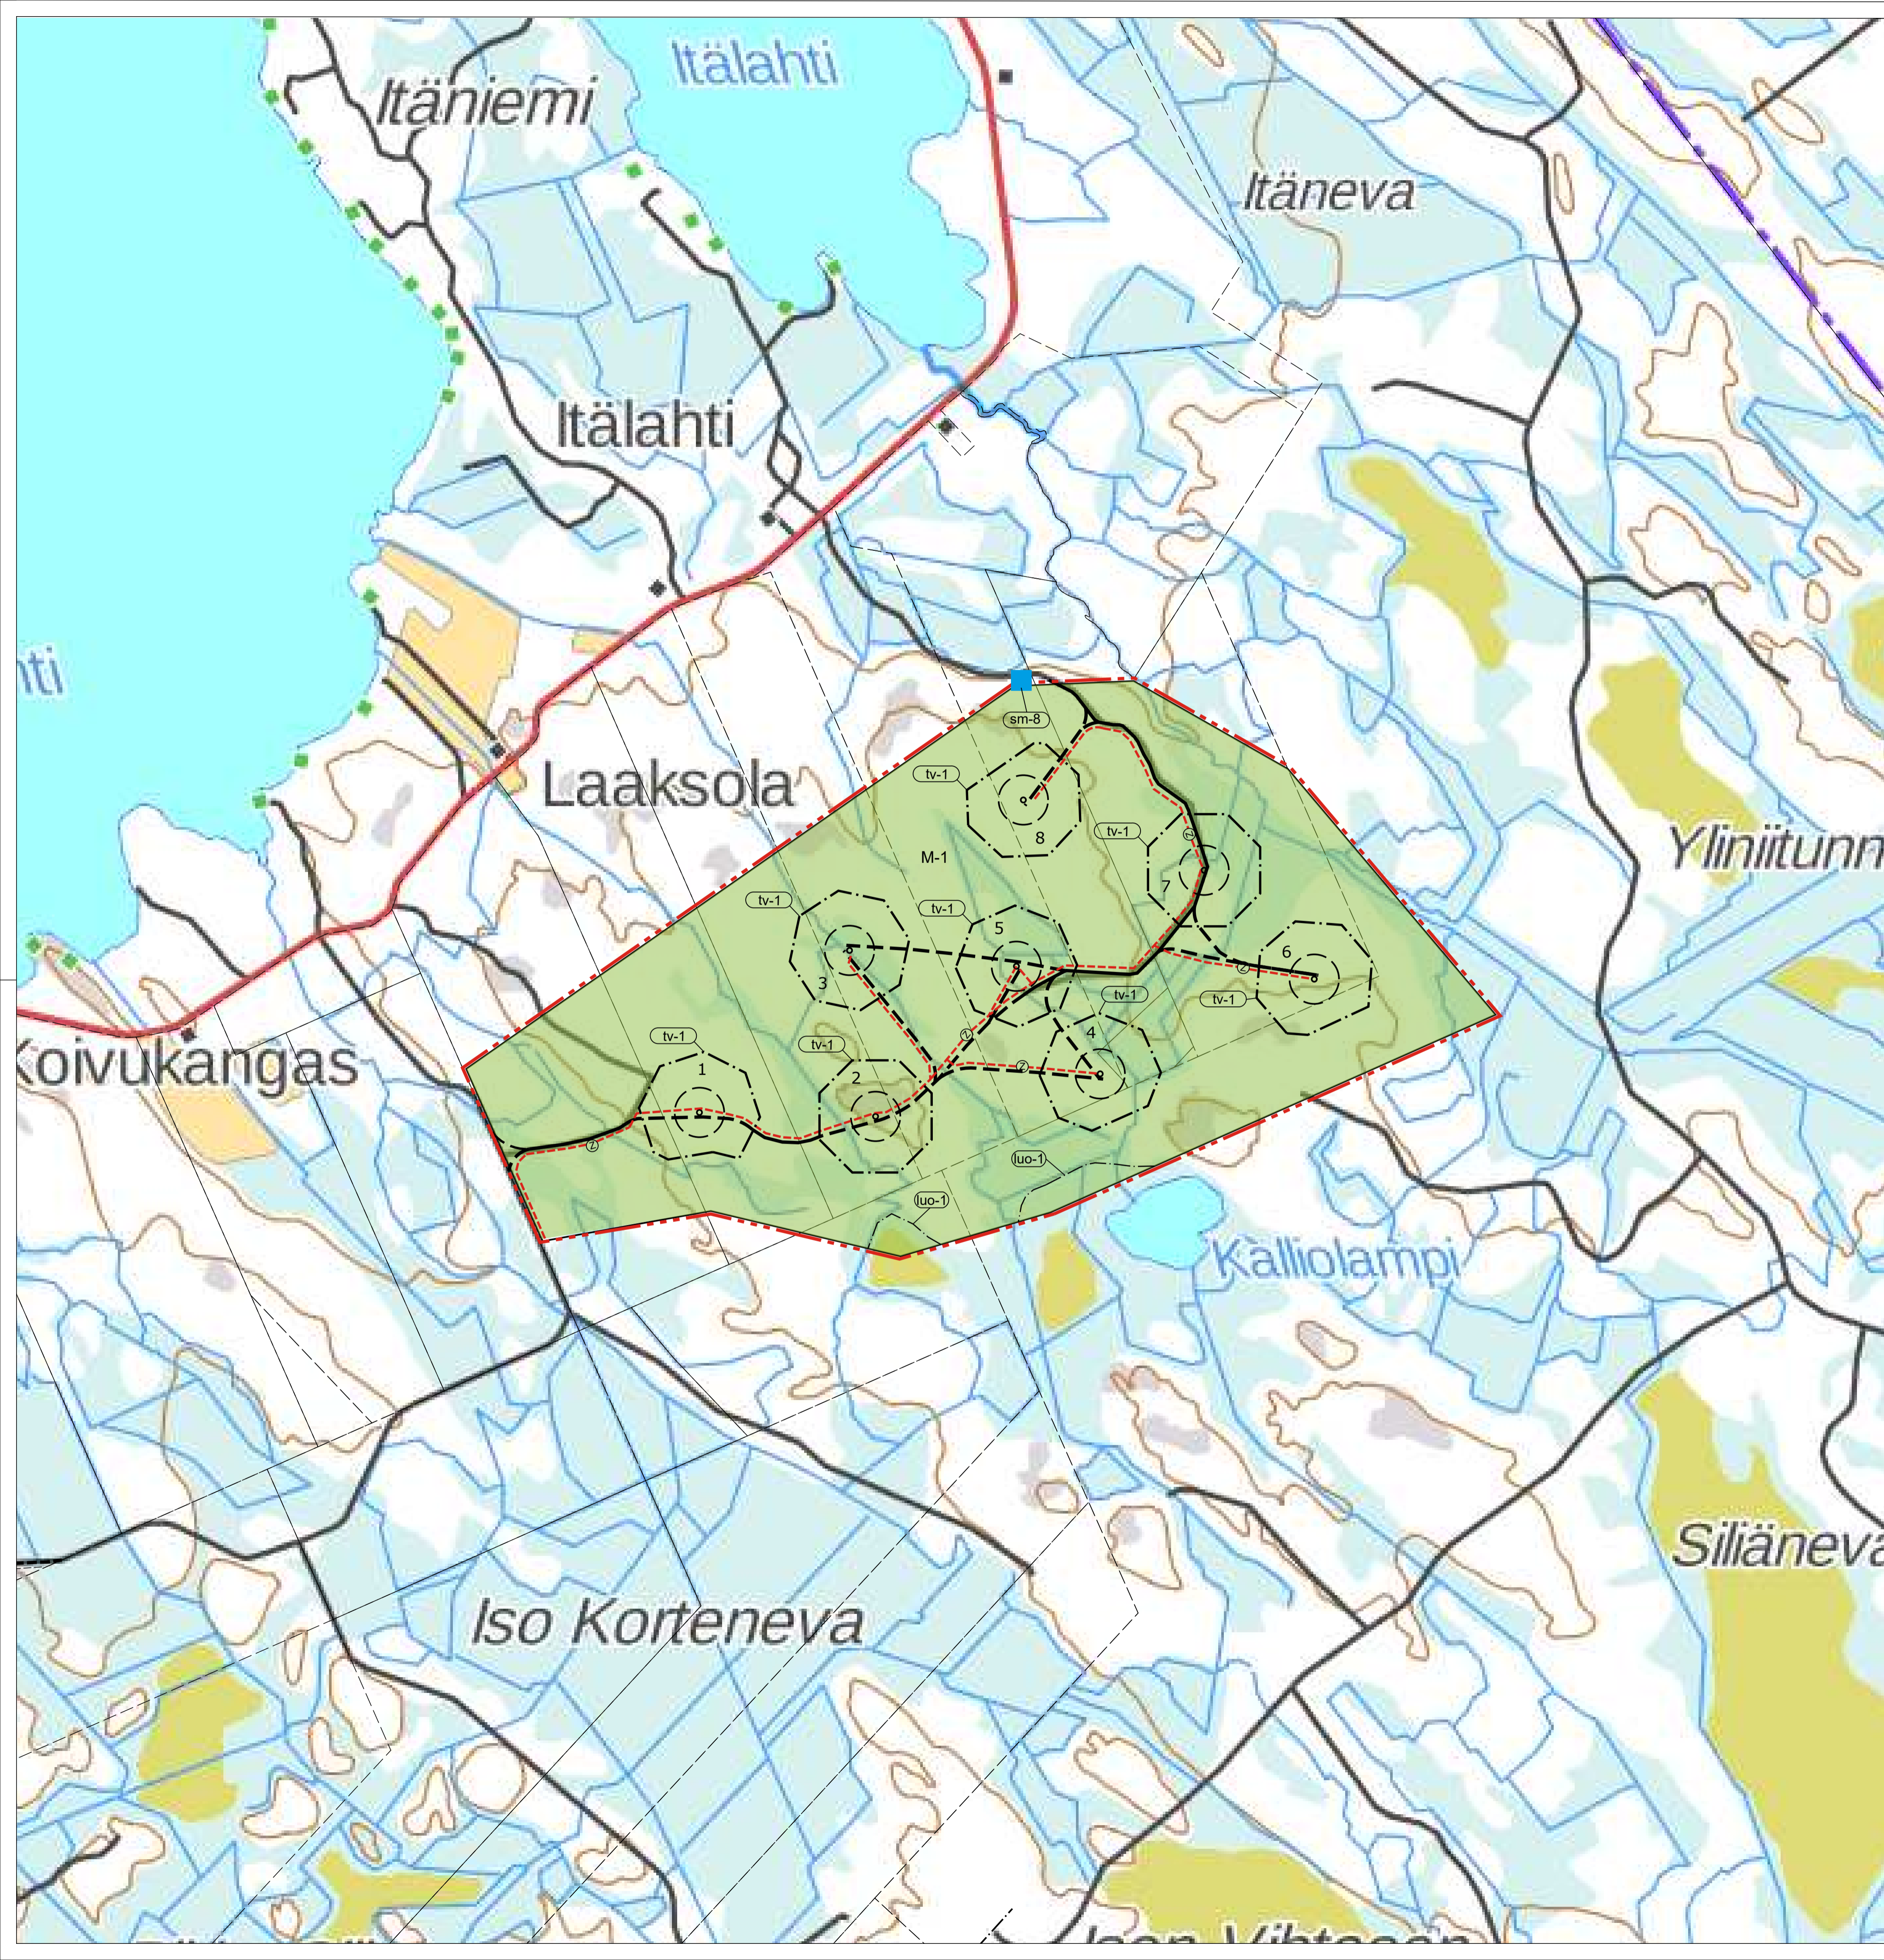 Itälahti
Itäniemi
Itäneva
Itälahti
sm-8
tv-1
Laaksola
8
tv-1
z
M-1
7
tv-1
tv-1
5
6
3
z
tv-1
tv-1
z
4
tv-1
tv-1
1
2
z
z
luo-1
luo-1
Koivukangas
Kalliolampi
Iso Korteneva